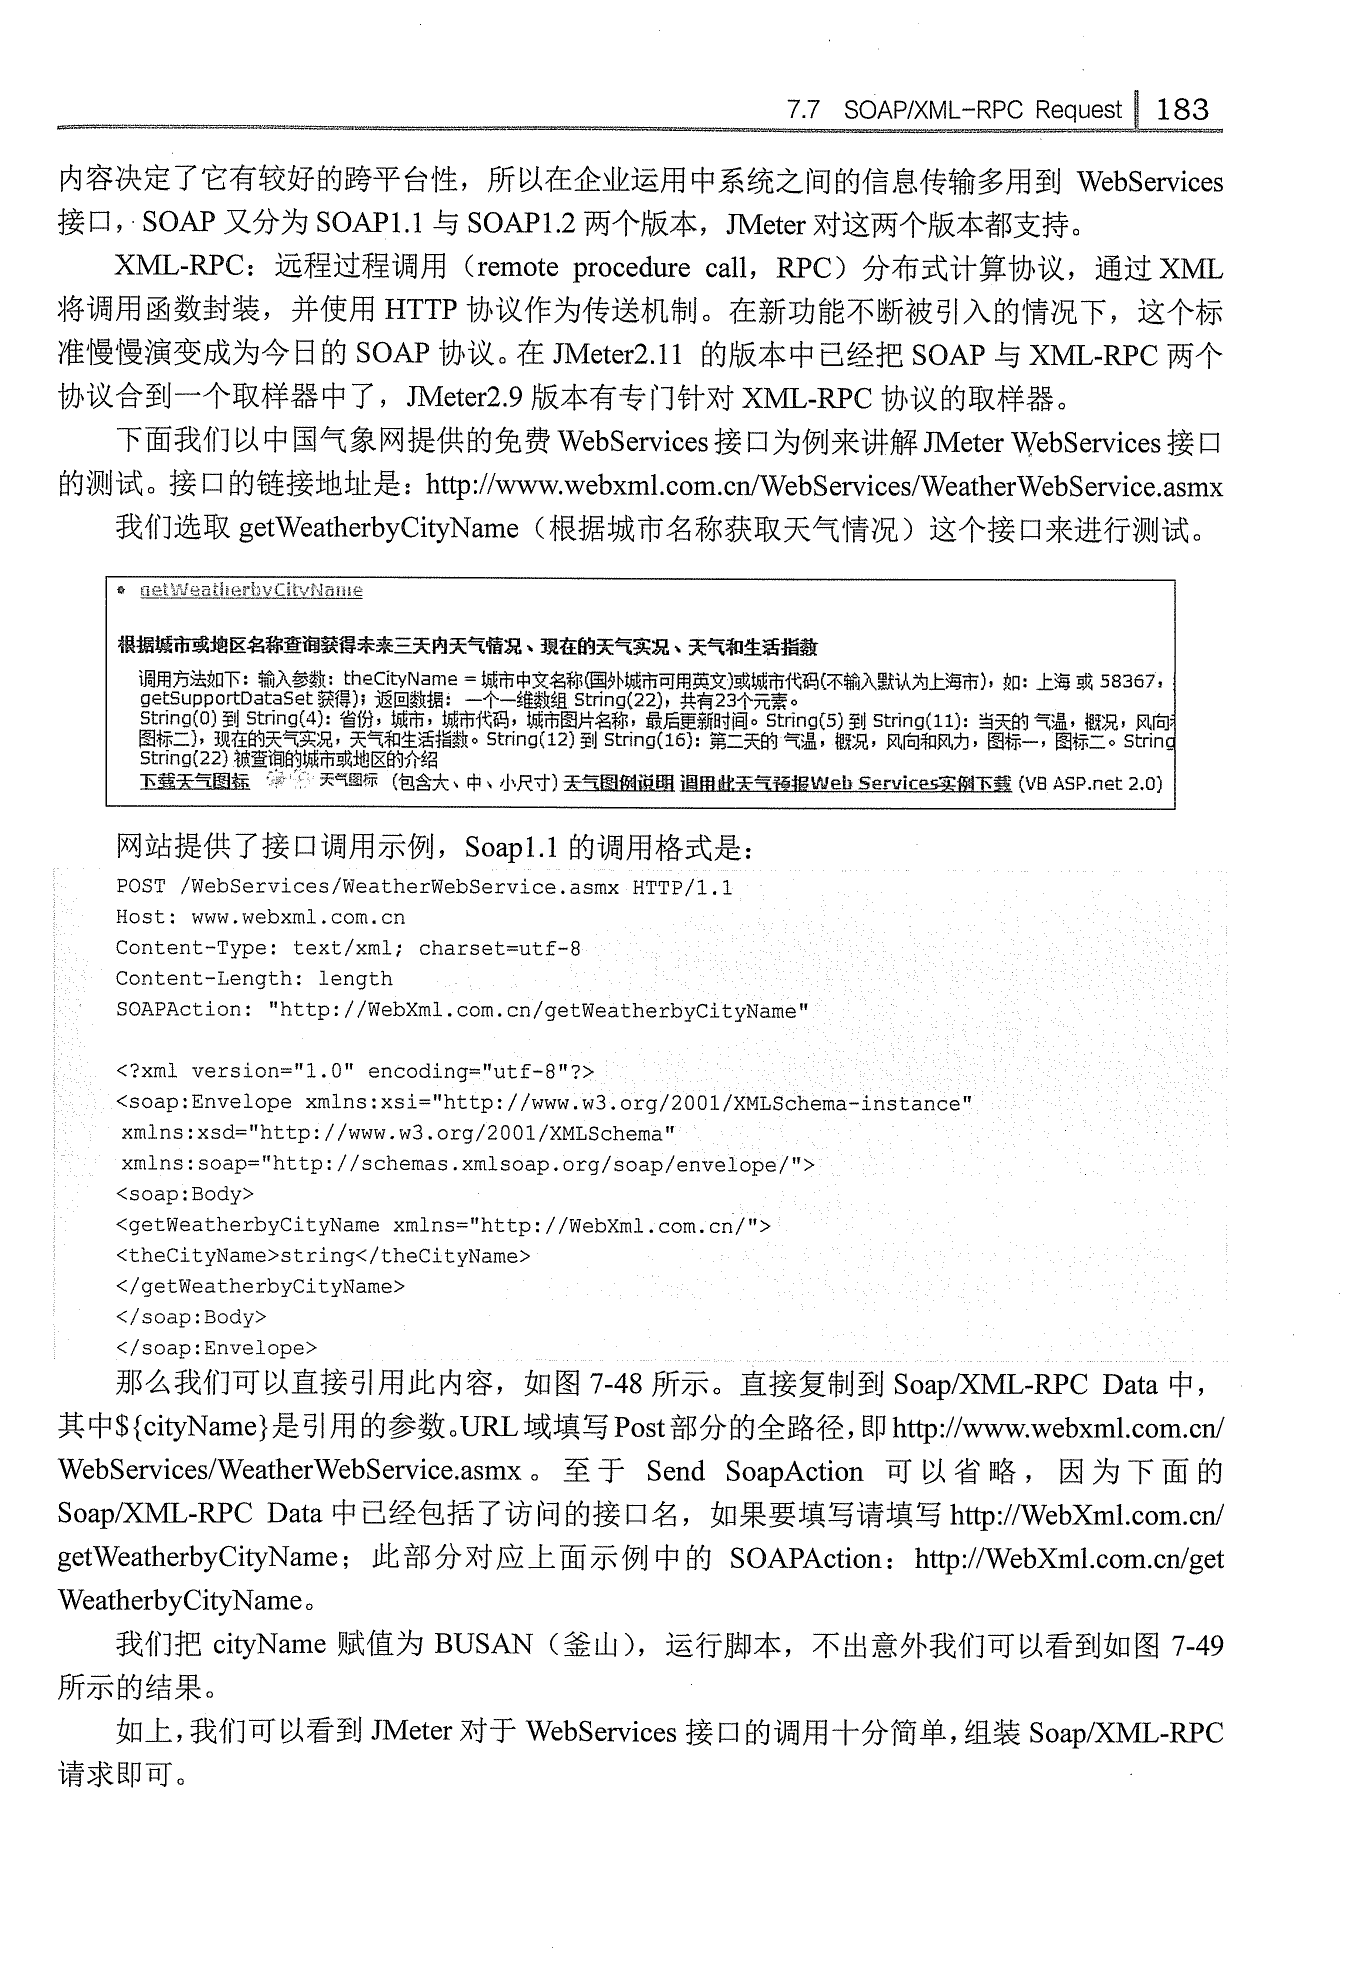 7.7 SOAP/XML-RPC Request 183
内容决定了它有较好的跨平台性，所以在企业运用中系统之间的信息传输多用到 WebServices
接口，SOAP 又分为 SOAP1.1 与 SOAP1.2 两个版本，JMeter 对这两个版本都支持。
XML-RPC：远程过程调用（remote procedure call，RPC）分布式计算协议，通过 XML
将调用函数封装，并使用 HTTP 协议作为传送机制。在新功能不断被引入的情况下，这个标
准慢慢演变成为今日的 SOAP 协议。在 JMeter2.11 的版本中已经把 SOAP 与 XML-RPC 两个
协议合到一个取样器中了，JMeter2.9 版本有专门针对 XML-RPC 协议的取样器。
下面我们以中国气象网提供的免费 WebServices 接口为例来讲解 JMeter WebServices 接口
的测试。接口的链接地址是：http://www.webxml.com.cn/WebServices/WeatherWebService.asmx
我们选取 getWeatherbyCityName（根据城市名称获取天气情况）这个接口来进行测试。
• getWeatherbyCityName
根据城市或地区名称查询获得未来三天内天气情况、现在的天气实况、天气和生活指数
调用方法如下：输入参数：theCityName = 城市中文名称(国外城市可用英文)或城市代码(不输入默认为上海市)，如：上海 或 58367，
getSupportDataSet 获得)；返回数据：一个一维数组 String(22)，共有23个元素。
String(0) 到 String(4)：省份，城市，城市代码，城市图片名称，最后更新时间。String(5) 到 String(11)：当天的 气温，概况，风向
图标二)，现在的天气实况，天气和生活指数。String(12) 到 String(16)：第二天的 气温，概况，风向和风力，图标一，图标二。String
String(22) 被查询的城市或地区的介绍
下载天气图标 天气图标 (包含大、中、小尺寸) 天气图例说明 调用此天气预报Web Services实例下载 (VB ASP.net 2.0)
网站提供了接口调用示例，Soap1.1 的调用格式是：
POST /WebServices/WeatherWebService.asmx HTTP/1.1
Host: www.webxml.com.cn
Content-Type: text/xml; charset=utf-8
Content-Length: length
SOAPAction: "http://WebXml.com.cn/getWeatherbyCityName"
<?xml version="1.0" encoding="utf-8"?>
<soap:Envelope xmlns:xsi="http://www.w3.org/2001/XMLSchema-instance"
xmlns:xsd="http://www.w3.org/2001/XMLSchema"
xmlns:soap="http://schemas.xmlsoap.org/soap/envelope/">
<soap:Body>
<getWeatherbyCityName xmlns="http://WebXml.com.cn/">
<theCityName>string</theCityName>
</getWeatherbyCityName>
</soap:Body>
</soap:Envelope>
那么我们可以直接引用此内容，如图 7-48 所示。直接复制到 Soap/XML-RPC Data 中，
其中${cityName}是引用的参数。URL 域填写 Post 部分的全路径，即 http://www.webxml.com.cn/
WebServices/WeatherWebService.asmx 。至于 Send SoapAction 可以省略，因为下面的
Soap/XML-RPC Data 中已经包括了访问的接口名，如果要填写请填写 http://WebXml.com.cn/
getWeatherbyCityName；此部分对应上面示例中的 SOAPAction：http://WebXml.com.cn/get
WeatherbyCityName。
我们把 cityName 赋值为 BUSAN（釜山），运行脚本，不出意外我们可以看到如图 7-49
所示的结果。
如上，我们可以看到 JMeter 对于 WebServices 接口的调用十分简单，组装 Soap/XML-RPC
请求即可。